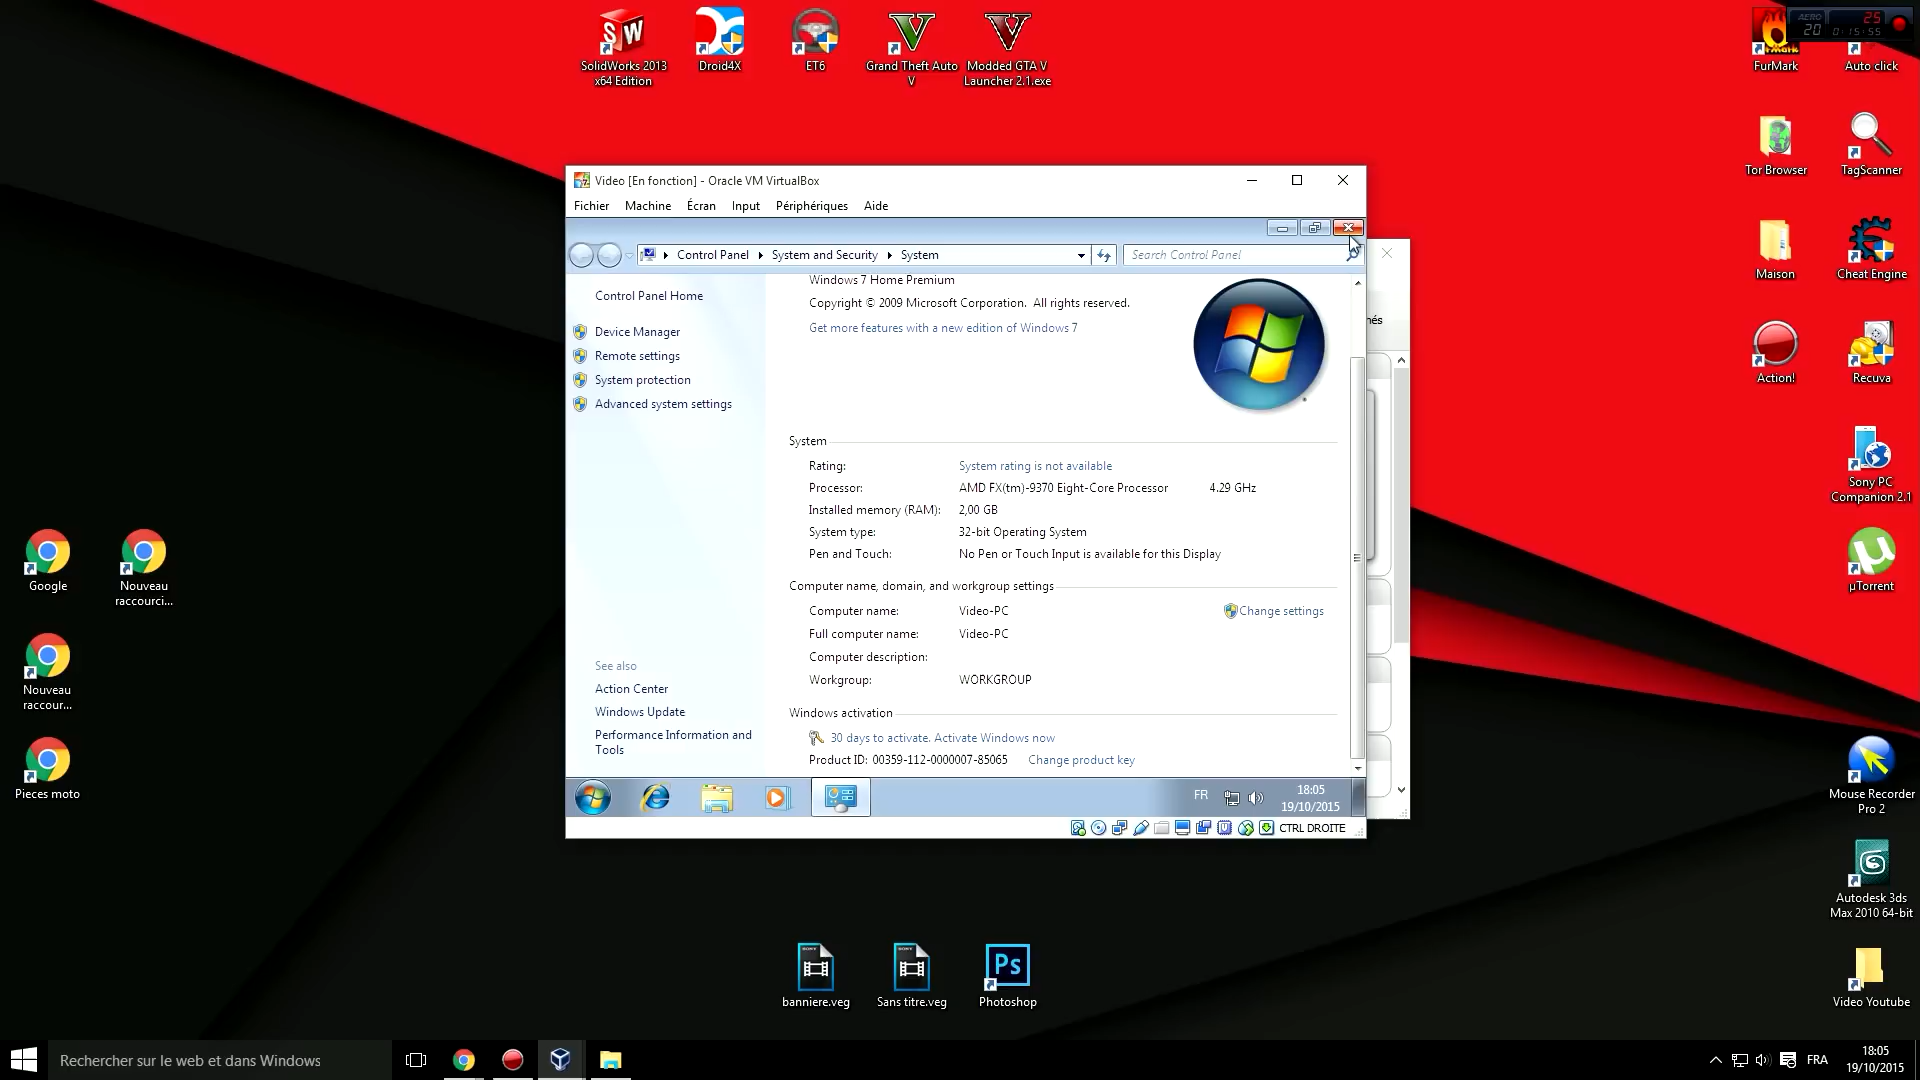 SolidWorks 2013
x64 Edition
Droid4X
ET6
Grand Theft Auto
V
Modded GTA V
Launcher 2.1.exe
FurMark
Auto click
AERO
20
25
0:15:55
Tor Browser
TagScanner
Maison
Cheat Engine
Action!
Recuva
Sony PC
Companion 2.1
µTorrent
Mouse Recorder
Pro 2
Autodesk 3ds
Max 2010 64-bit
Video Youtube
Google
Nouveau
raccourci...
Nouveau
raccour...
Pieces moto
Video [En fonction] - Oracle VM VirtualBox
Fichier
Machine
Écran
Input
Périphériques
Aide
Control Panel
System and Security
System
Search Control Panel
Control Panel Home
Device Manager
Remote settings
System protection
Advanced system settings
See also
Action Center
Windows Update
Performance Information and
Tools
Windows 7 Home Premium
Copyright © 2009 Microsoft Corporation. All rights reserved.
Get more features with a new edition of Windows 7
System
Rating: System rating is not available
Processor: AMD FX(tm)-9370 Eight-Core Processor 4.29 GHz
Installed memory (RAM): 2,00 GB
System type: 32-bit Operating System
Pen and Touch: No Pen or Touch Input is available for this Display
Computer name, domain, and workgroup settings
Computer name: Video-PC
Change settings
Full computer name: Video-PC
Computer description:
Workgroup: WORKGROUP
Windows activation
30 days to activate. Activate Windows now
Product ID: 00359-112-0000007-85065 Change product key
FR
18:05
19/10/2015
CTRL DROITE
banniere.veg
Sans titre.veg
Ps
Photoshop
Rechercher sur le web et dans Windows
FRA
18:05
19/10/2015